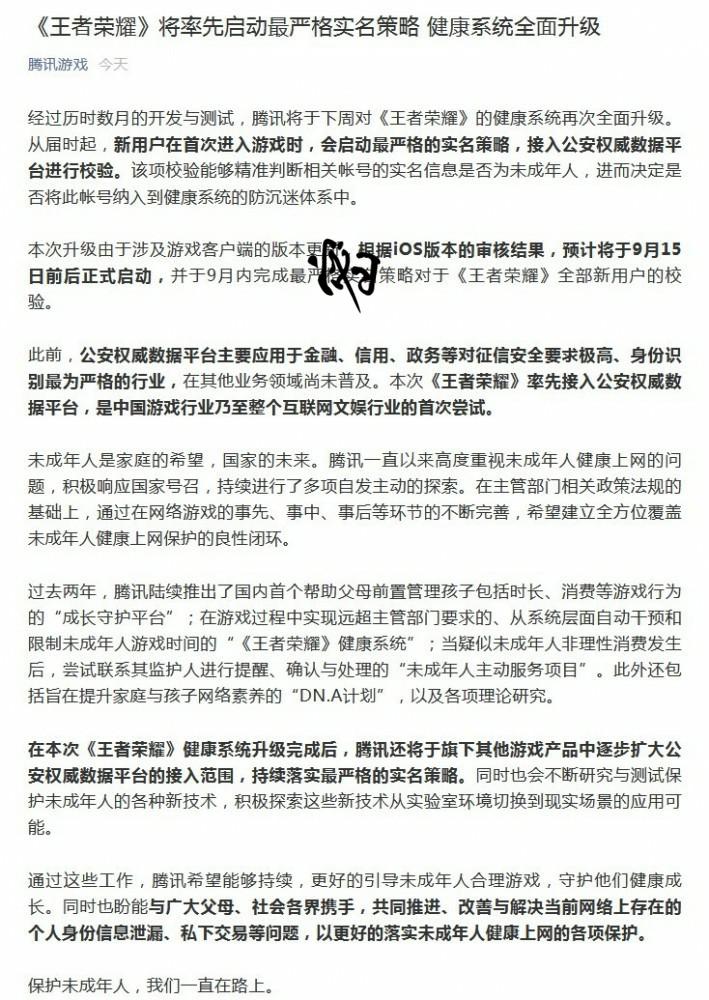 《王者荣耀》将率先启动最严格实名策略 健康系统全面升级
腾讯游戏 今天
经过历时数月的开发与测试，腾讯将于下周对《王者荣耀》的健康系统再次全面升级。
从届时起，新用户在首次进入游戏时，会启动最严格的实名策略，接入公安权威数据平
台进行校验。该项校验能够精准判断相关帐号的实名信息是否为未成年人，进而决定是
否将此帐号纳入到健康系统的防沉迷体系中。
本次升级由于涉及游戏客户端的版本更 根据iOS版本的审核结果，预计将于9月15
日前后正式启动，并于9月内完成最严 策略对于《王者荣耀》全部新用户的校
验。
此前，公安权威数据平台主要应用于金融、信用、政务等对征信安全要求极高、身份识
别最为严格的行业，在其他业务领域尚未普及。本次《王者荣耀》率先接入公安权威数
据平台，是中国游戏行业乃至整个互联网文娱行业的首次尝试。
未成年人是家庭的希望，国家的未来。腾讯一直以来高度重视未成年人健康上网的问
题，积极响应国家号召，持续进行了多项自发主动的探索。在主管部门相关政策法规的
基础上，通过在网络游戏的事先、事中、事后等环节的不断完善，希望建立全方位覆盖
未成年人健康上网保护的良性闭环。
过去两年，腾讯陆续推出了国内首个帮助父母前置管理孩子包括时长、消费等游戏行为
的“成长守护平台”；在游戏过程中实现远超主管部门要求的、从系统层面自动干预和
限制未成年人游戏时间的“《王者荣耀》健康系统”；当疑似未成年人非理性消费发生
后，尝试联系其监护人进行提醒、确认与处理的“未成年人主动服务项目”。此外还包
括旨在提升家庭与孩子网络素养的“DN.A计划”，以及各项理论研究。
在本次《王者荣耀》健康系统升级完成后，腾讯还将于旗下其他游戏产品中逐步扩大公
安权威数据平台的接入范围，持续落实最严格的实名策略。同时也会不断研究与测试保
护未成年人的各种新技术，积极探索这些新技术从实验室环境切换到现实场景的应用可
能。
通过这些工作，腾讯希望能够持续，更好的引导未成年人合理游戏，守护他们健康成
长。同时也盼能与广大父母、社会各界携手，共同推进、改善与解决当前网络上存在的
个人身份信息泄漏、私下交易等问题，以更好的落实未成年人健康上网的各项保护。
保护未成年人，我们一直在路上。